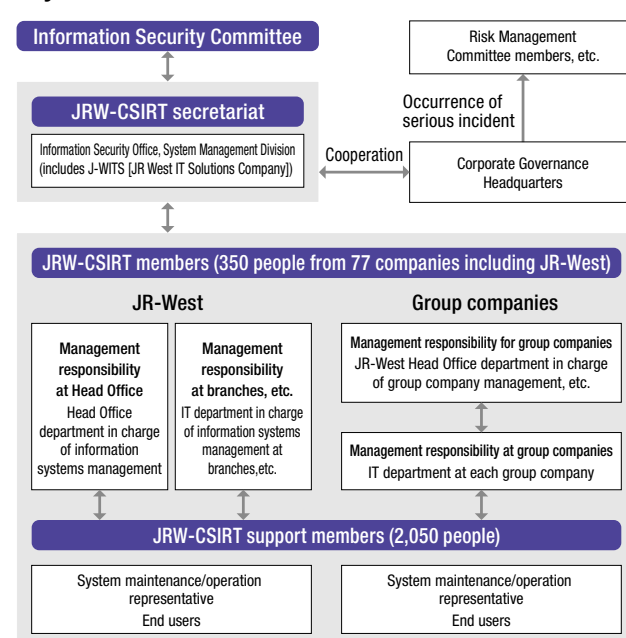 Information Security Committee
Risk Management
Committee members, etc.
JRW-CSIRT secretariat
Information Security Office, System Management Division
(includes J-WITS [JR West IT Solutions Company])
Occurrence of
serious incident
Cooperation
Corporate Governance
Headquarters
JRW-CSIRT members (350 people from 77 companies including JR-West)
JR-West
Management
responsibility
at Head Office
Head Office
department in charge
of information
systems management
Management
responsibility
at branches, etc.
IT department in charge
of information systems
management at
branches,etc.
Group companies
Management responsibility for group companies
JR-West Head Office department in charge
of group company management, etc.
Management responsibility at group companies
IT department at each group company
JRW-CSIRT support members (2,050 people)
System maintenance/operation
representative
End users
System maintenance/operation
representative
End users